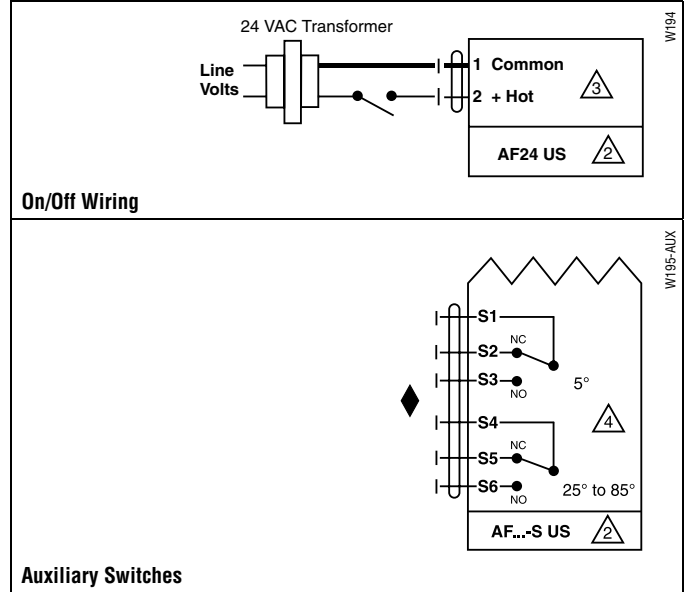 24 VAC Transformer
W194
Line
Volts
1 Common
2 + Hot
3
AF24 US
2
On/Off Wiring
W195-AUX
S1
NC
S2
S3
NO
5°
S4
4
NC
S5
S6
NO
25° to 85°
AF...-S US
2
Auxiliary Switches